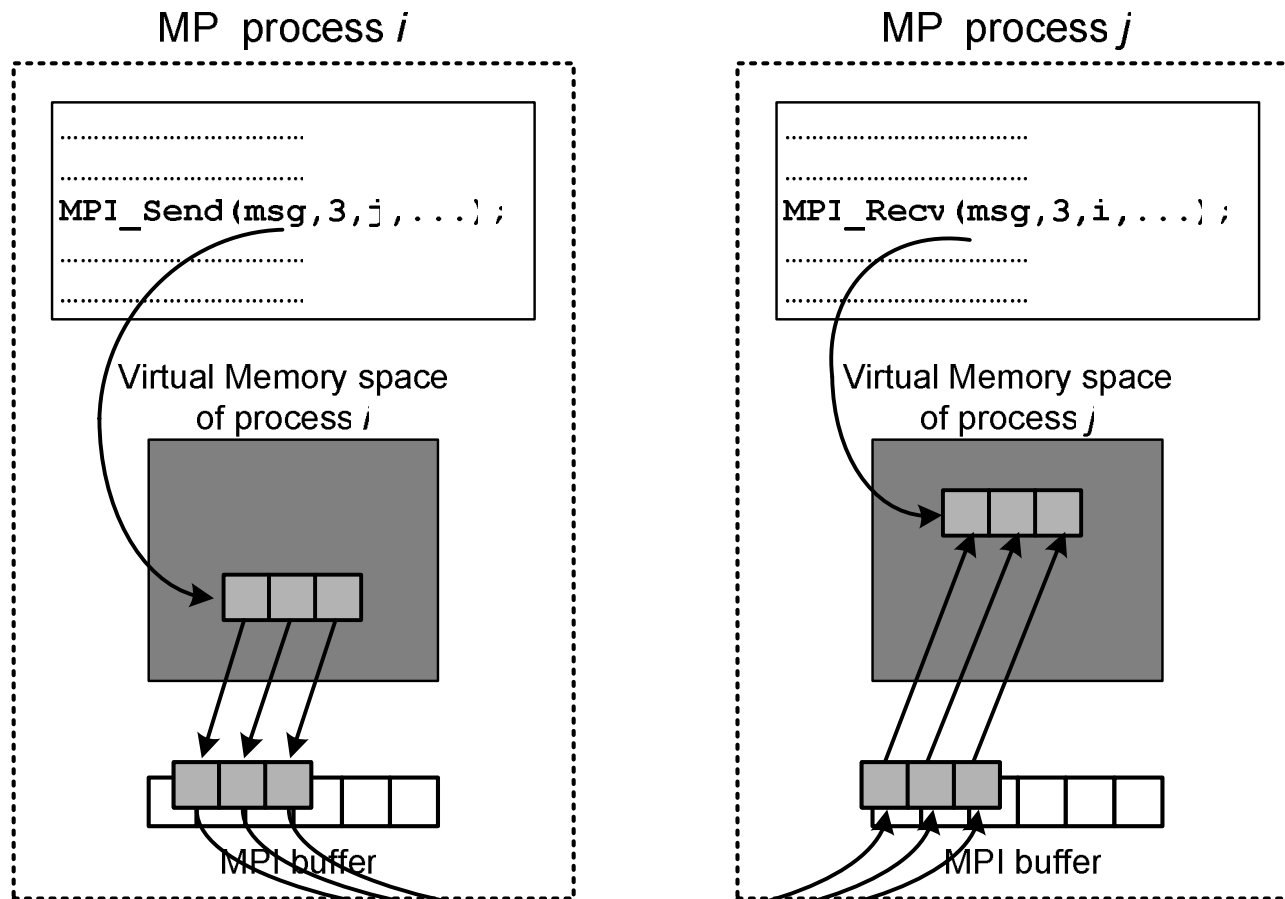 MP process i
……………………………
……………………………
MPI_Send(msg,3,j,...);
……………………………
……………………………
Virtual Memory space
of process i
MPI buffer
MP process j
……………………………
……………………………
MPI_Recv(msg,3,i,...);
……………………………
……………………………
Virtual Memory space
of process j
MPI buffer